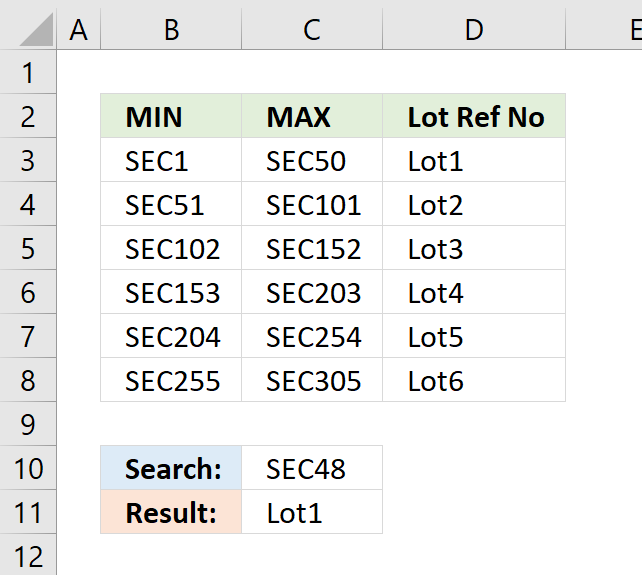 A B C D E
1
2 MIN MAX Lot Ref No
3 SEC1 SEC50 Lot1
4 SEC51 SEC101 Lot2
5 SEC102 SEC152 Lot3
6 SEC153 SEC203 Lot4
7 SEC204 SEC254 Lot5
8 SEC255 SEC305 Lot6
9
10 Search: SEC48
11 Result: Lot1
12